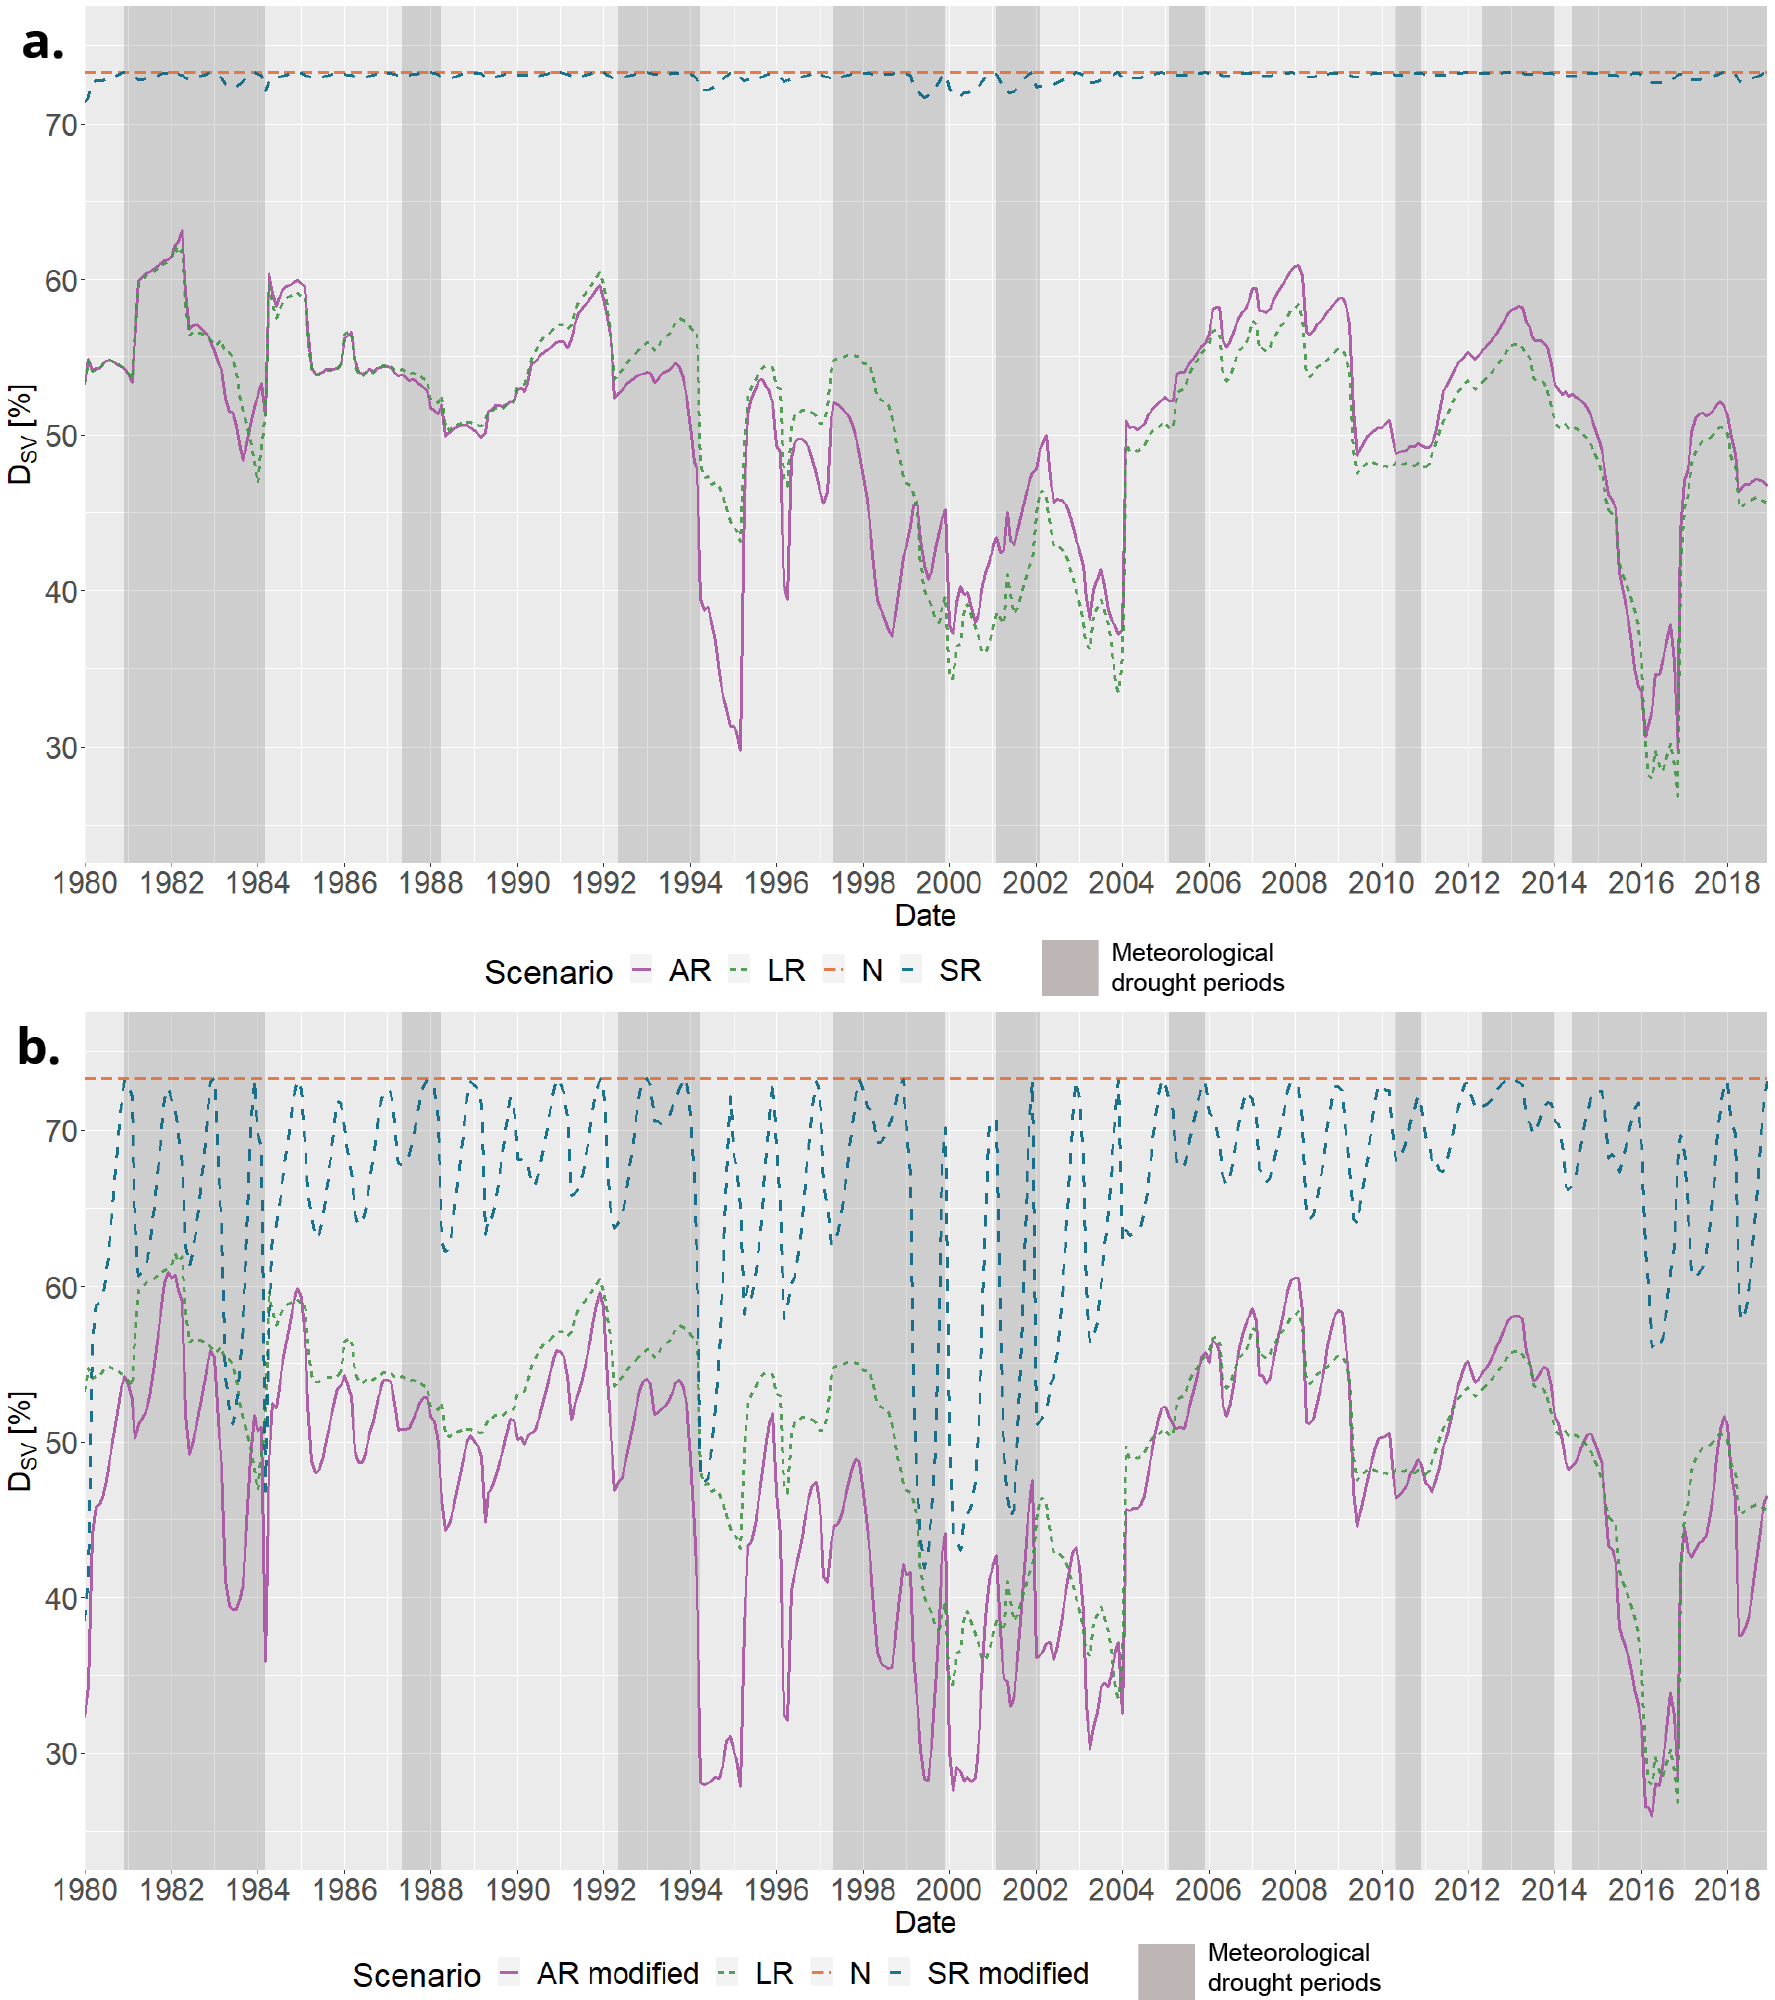 a.
70
60
50
40
30
DSV [%]
1980 1982 1984 1986 1988 1990 1992 1994 1996 1998 2000 2002 2004 2006 2008 2010 2012 2014 2016 2018
Date
Scenario AR LR N SR
Meteorological
drought periods
b.
70
60
50
40
30
DSV [%]
1980 1982 1984 1986 1988 1990 1992 1994 1996 1998 2000 2002 2004 2006 2008 2010 2012 2014 2016 2018
Date
Scenario AR modified LR N SR modified
Meteorological
drought periods